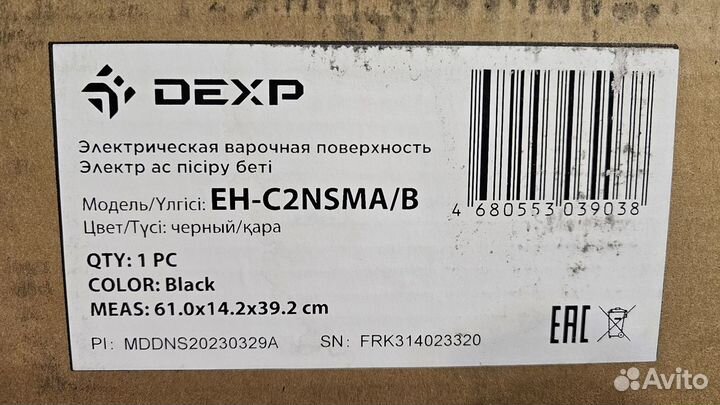 DEXP
Электрическая варочная поверхность
Электр ас пісіру беті
Модель/Үлгісі: EH-C2NSMA/B
Цвет/Түсі: черный/қара
QTY: 1 PC
COLOR: Black
MEAS: 61.0x14.2x39.2 cm
PI: MDDNS20230329A SN: FRK314023320
4 680553 039038
EAC
Avito